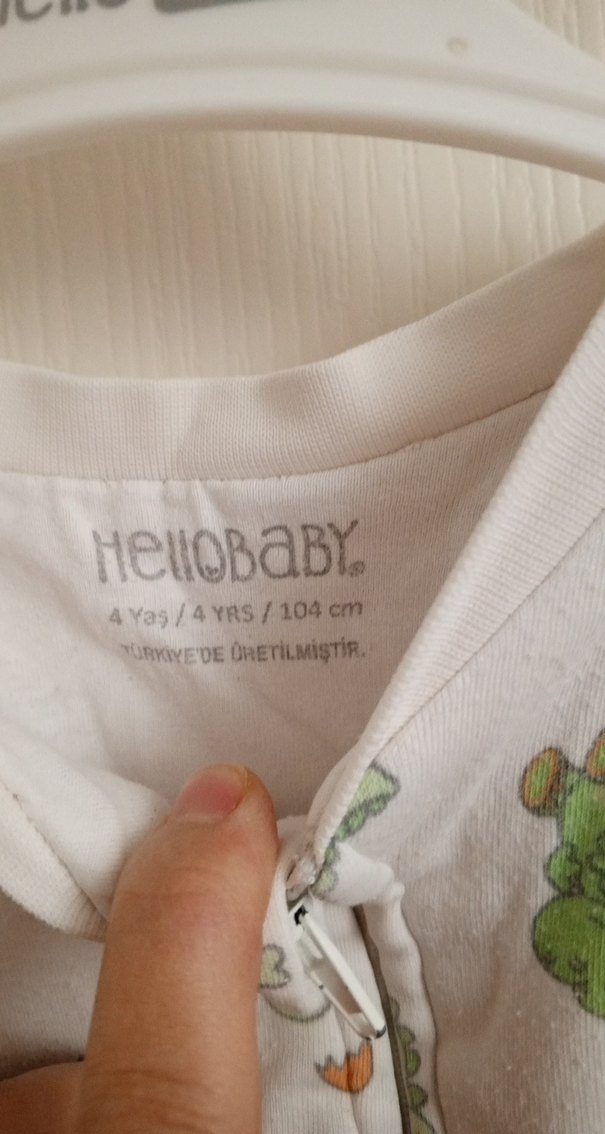 HelloBaBY®
4 Yaş / 4 YRS / 104 cm
TÜRKİYE'DE ÜRETİLMİŞTİR.